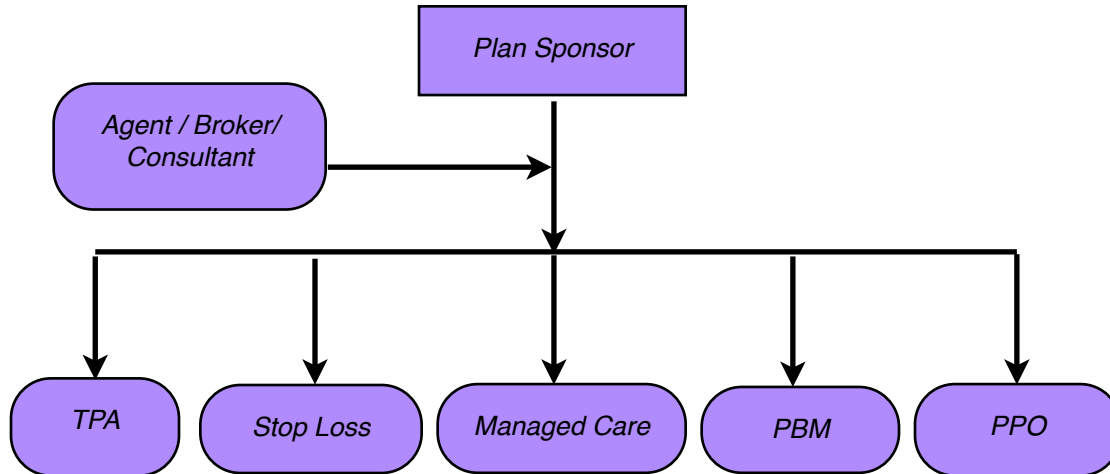 Plan Sponsor
Agent / Broker/
Consultant
TPA
Stop Loss
Managed Care
PBM
PPO